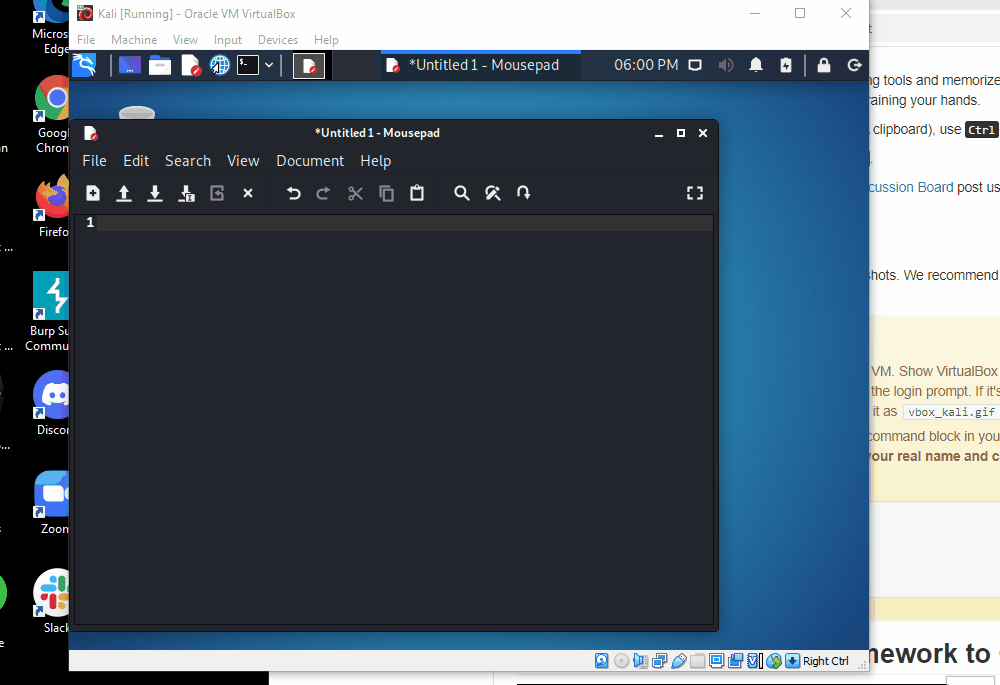 Kali [Running] - Oracle VM VirtualBox
File Machine View Input Devices Help
*Untitled 1 - Mousepad 06:00 PM
*Untitled 1 - Mousepad
File Edit Search View Document Help
1
Right Ctrl
Micros
Edge
Googl
Chrom
Firefo
Burp Su
Commu
Discor
Zoom
Slack
ng tools and memorize
raining your hands.
clipboard), use Ctrl
cussion Board post us
hots. We recommend
VM. Show VirtualBox
the login prompt. If it's
it as vbox_kali.gif
command block in you
your real name and c
nework to